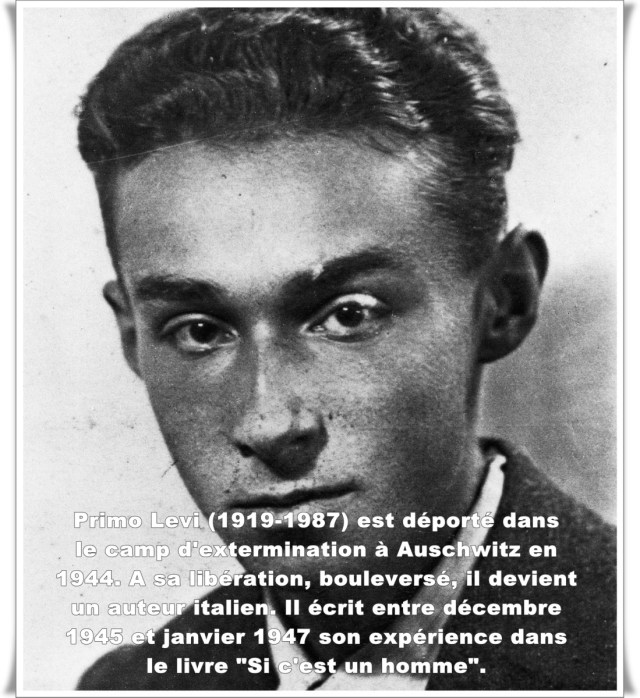 Primo Levi (1919-1987) est déporté dans
le camp d'extermination à Auschwitz en
1944. A sa libération, bouleversé, il devient
un auteur italien. Il écrit entre décembre
1945 et janvier 1947 son expérience dans
le livre "Si c'est un homme".